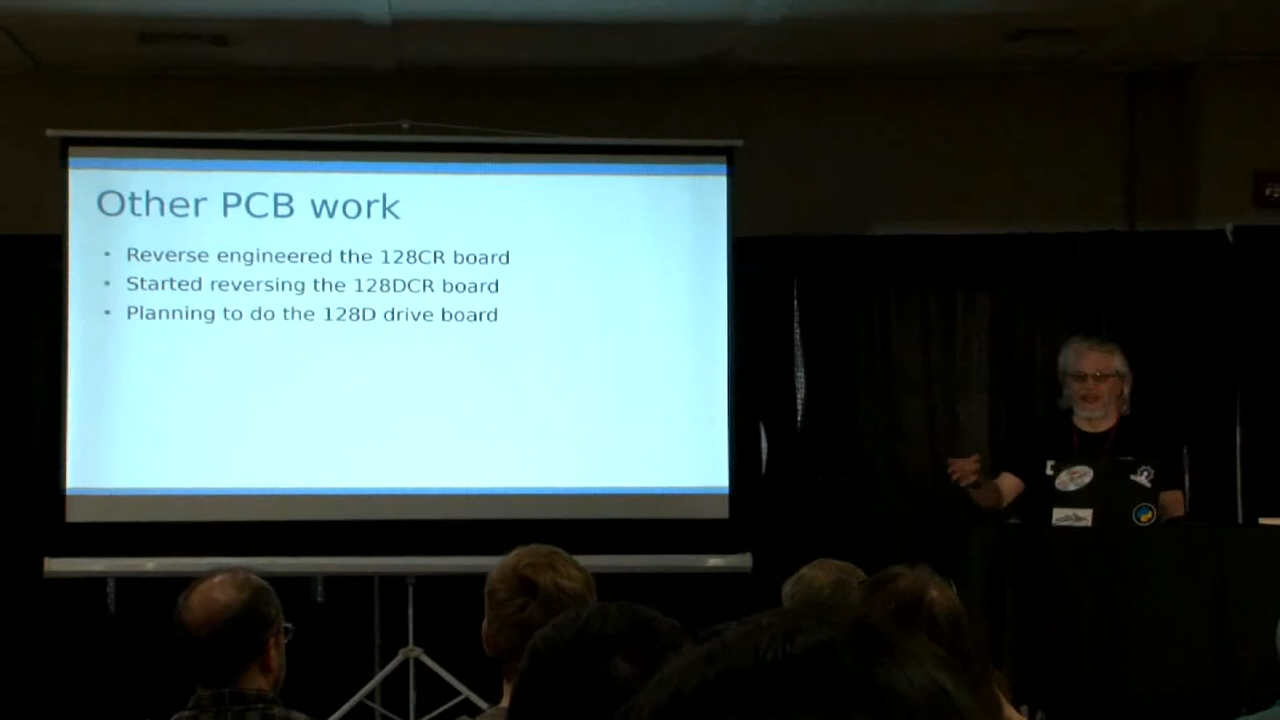 Other PCB work
• Reverse engineered the 128CR board
• Started reversing the 128DCR board
• Planning to do the 128D drive board